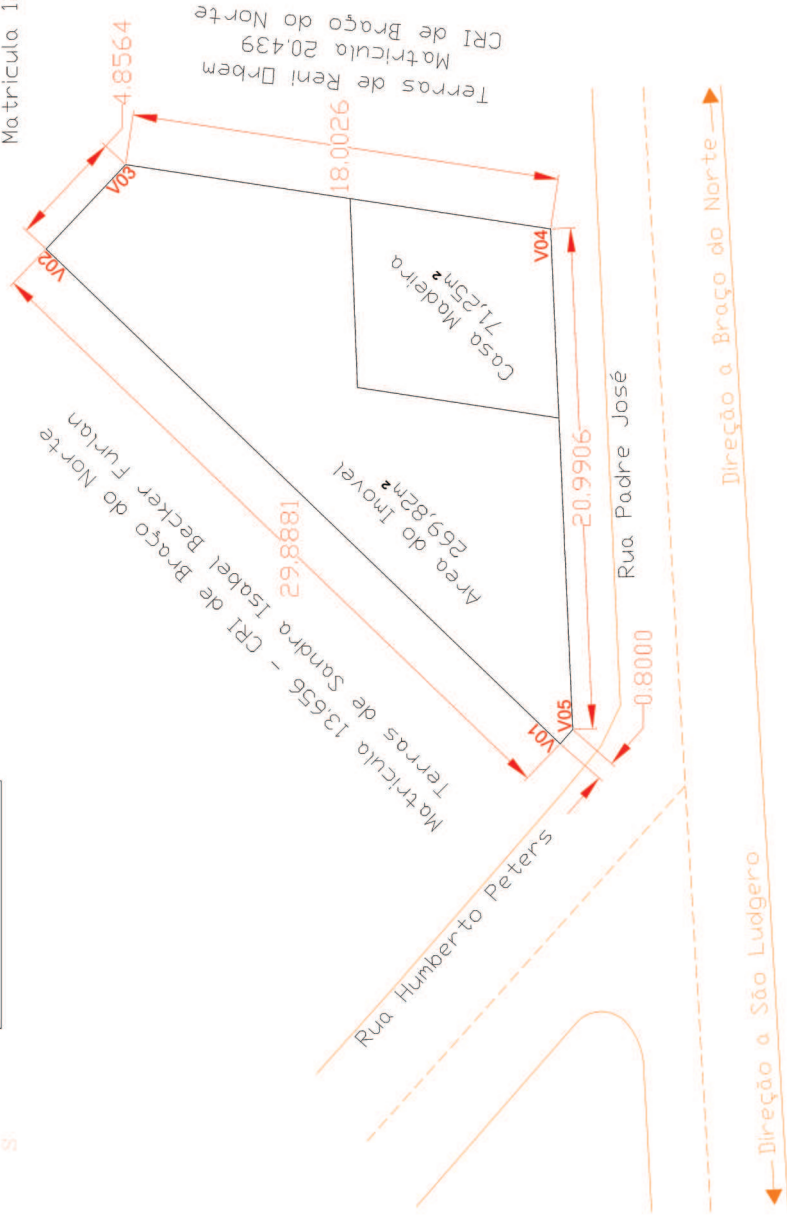 Matricula 1
Terras de Reni Orbem
Matricula 20.439
CRI de Braço do Norte
4.8564
V03
V02
18.0026
V04
Casa Madeira
71,25m²
Area do Imovel
269,82m²
Matricula 13.656 - CRI de Braço do Norte
Terras de Sandra Isabel Becker Furlan
29.8881
20.9906
V01
V05
0.8000
Rua Padre José
Rua Humberto Peters
Direção a Braço do Norte
Direção a São Ludgero
S